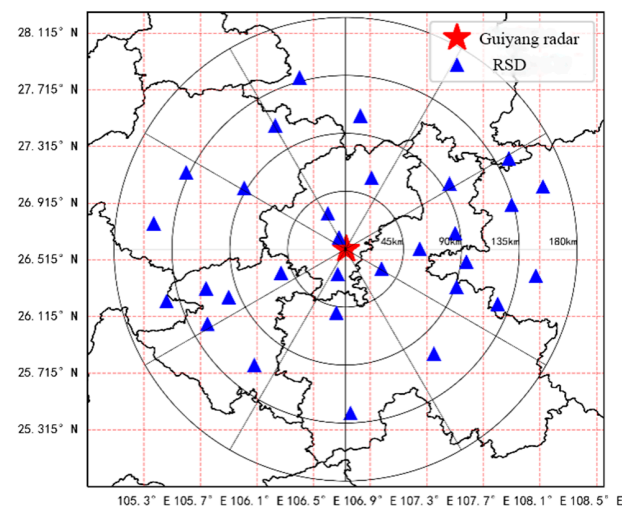 28.115° N
Guiyang radar
RSD
27.715° N
27.315° N
26.915° N
45km 90km 135km 180km
26.515° N
26.115° N
25.715° N
25.315° N
105.3° E 105.7° E 106.1° E 106.5° E 106.9° E 107.3° E 107.7° E 108.1° E 108.5° E